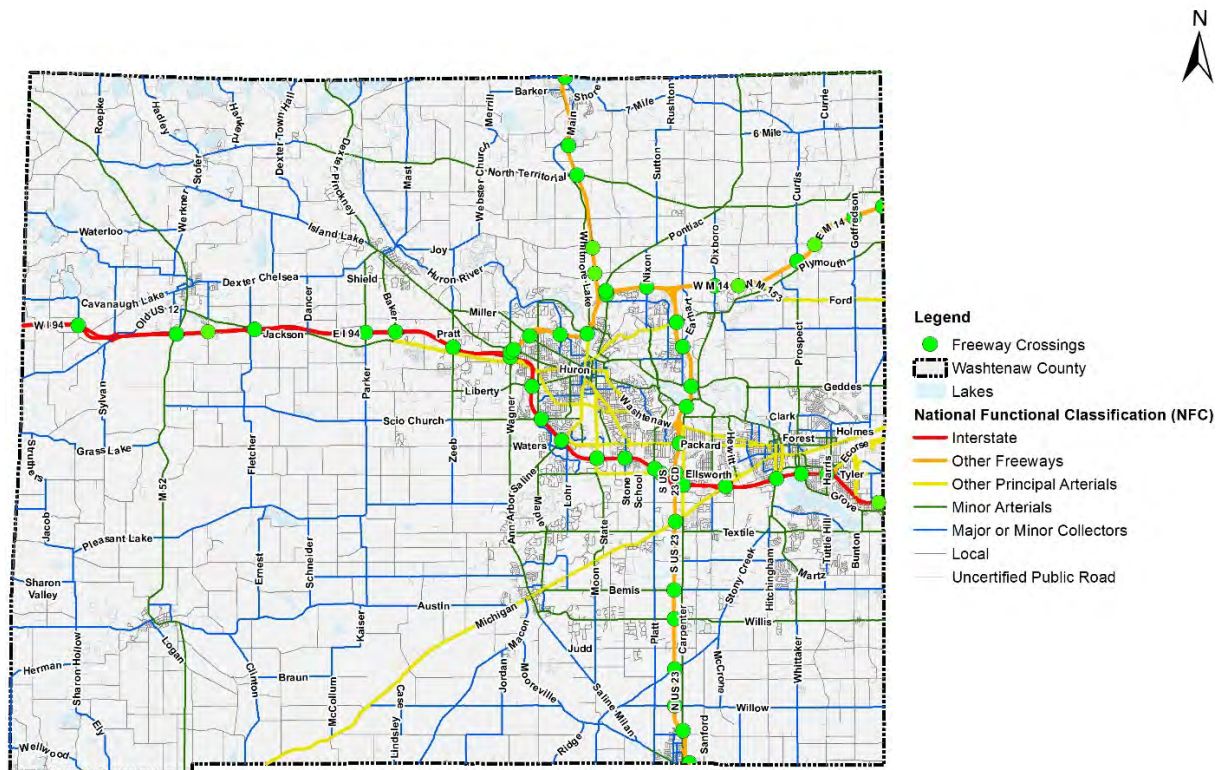 N
Barker
Shore
Main
7 Mile
Rushton
Currie
6 Mile
Roepke
Hadley
Hankerd
Stofer
Dexter Town Hall
Dexter Pinckney
Mast
Merrill
Webster Church
North Territorial
Sutton
Curtis
Gotfredson
Werkner
Waterloo
Island Lake
Joy
Huron River
Whitmore Lake
Pontiac
Nixon
Dixboro
E M 14
Plymouth
W M 14
W M 153
Ford
Cavanaugh Lake
Dexter Chelsea
Dancer
Shield
Baker
Miller
Earhart
Prospect
W I 94
Old US 12
Jackson
E I 94
Pratt
Huron
Liberty
Wagner
Washtenaw
Geddes
Parker
Sylvan
Scio Church
Clark
Holmes
Forest
Struthers
Grass Lake
Fletcher
Zeeb
Waters
Packard
Hewitt
Harris
Ecorse
Tyler
Grove
M 52
Ann Arbor Saline
Maple
Lohr
Stone School
S US 23 CD
Ellsworth
Jacob
Pleasant Lake
Ernest
Schneider
State
Moon
S US 23
Textile
Stony Creek
Hitchingham
Tuttle Hill
Bunton
Martz
Sharon Valley
Austin
Michigan
Bemis
Willis
Kaiser
Macon
Platt
Carpenter
Logan
Judd
Herman
Sharon Hollow
Clinton
Braun
McCollum
Case
Jordan
Mooreville
Saline Milan
N US 23
McCrone
Whittaker
Willow
Ely
Wellwood
Lindsley
Ridge
Sanford
Legend
Freeway Crossings
Washtenaw County
Lakes
National Functional Classification (NFC)
Interstate
Other Freeways
Other Principal Arterials
Minor Arterials
Major or Minor Collectors
Local
Uncertified Public Road